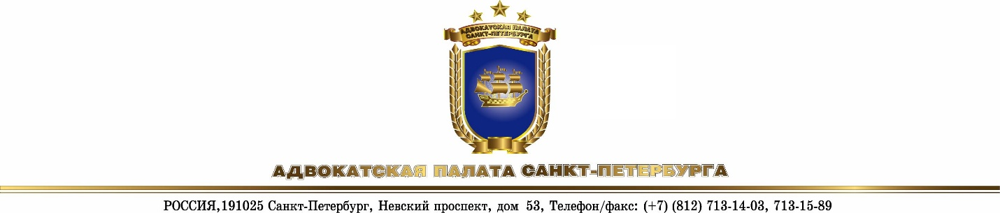 АДВОКАТСКАЯ ПАЛАТА
САНКТ-ПЕТЕРБУРГА
АДВОКАТСКАЯ ПАЛАТА САНКТ-ПЕТЕРБУРГА
РОССИЯ,191025 Санкт-Петербург, Невский проспект, дом 53, Телефон/факс: (+7) (812) 713-14-03, 713-15-89